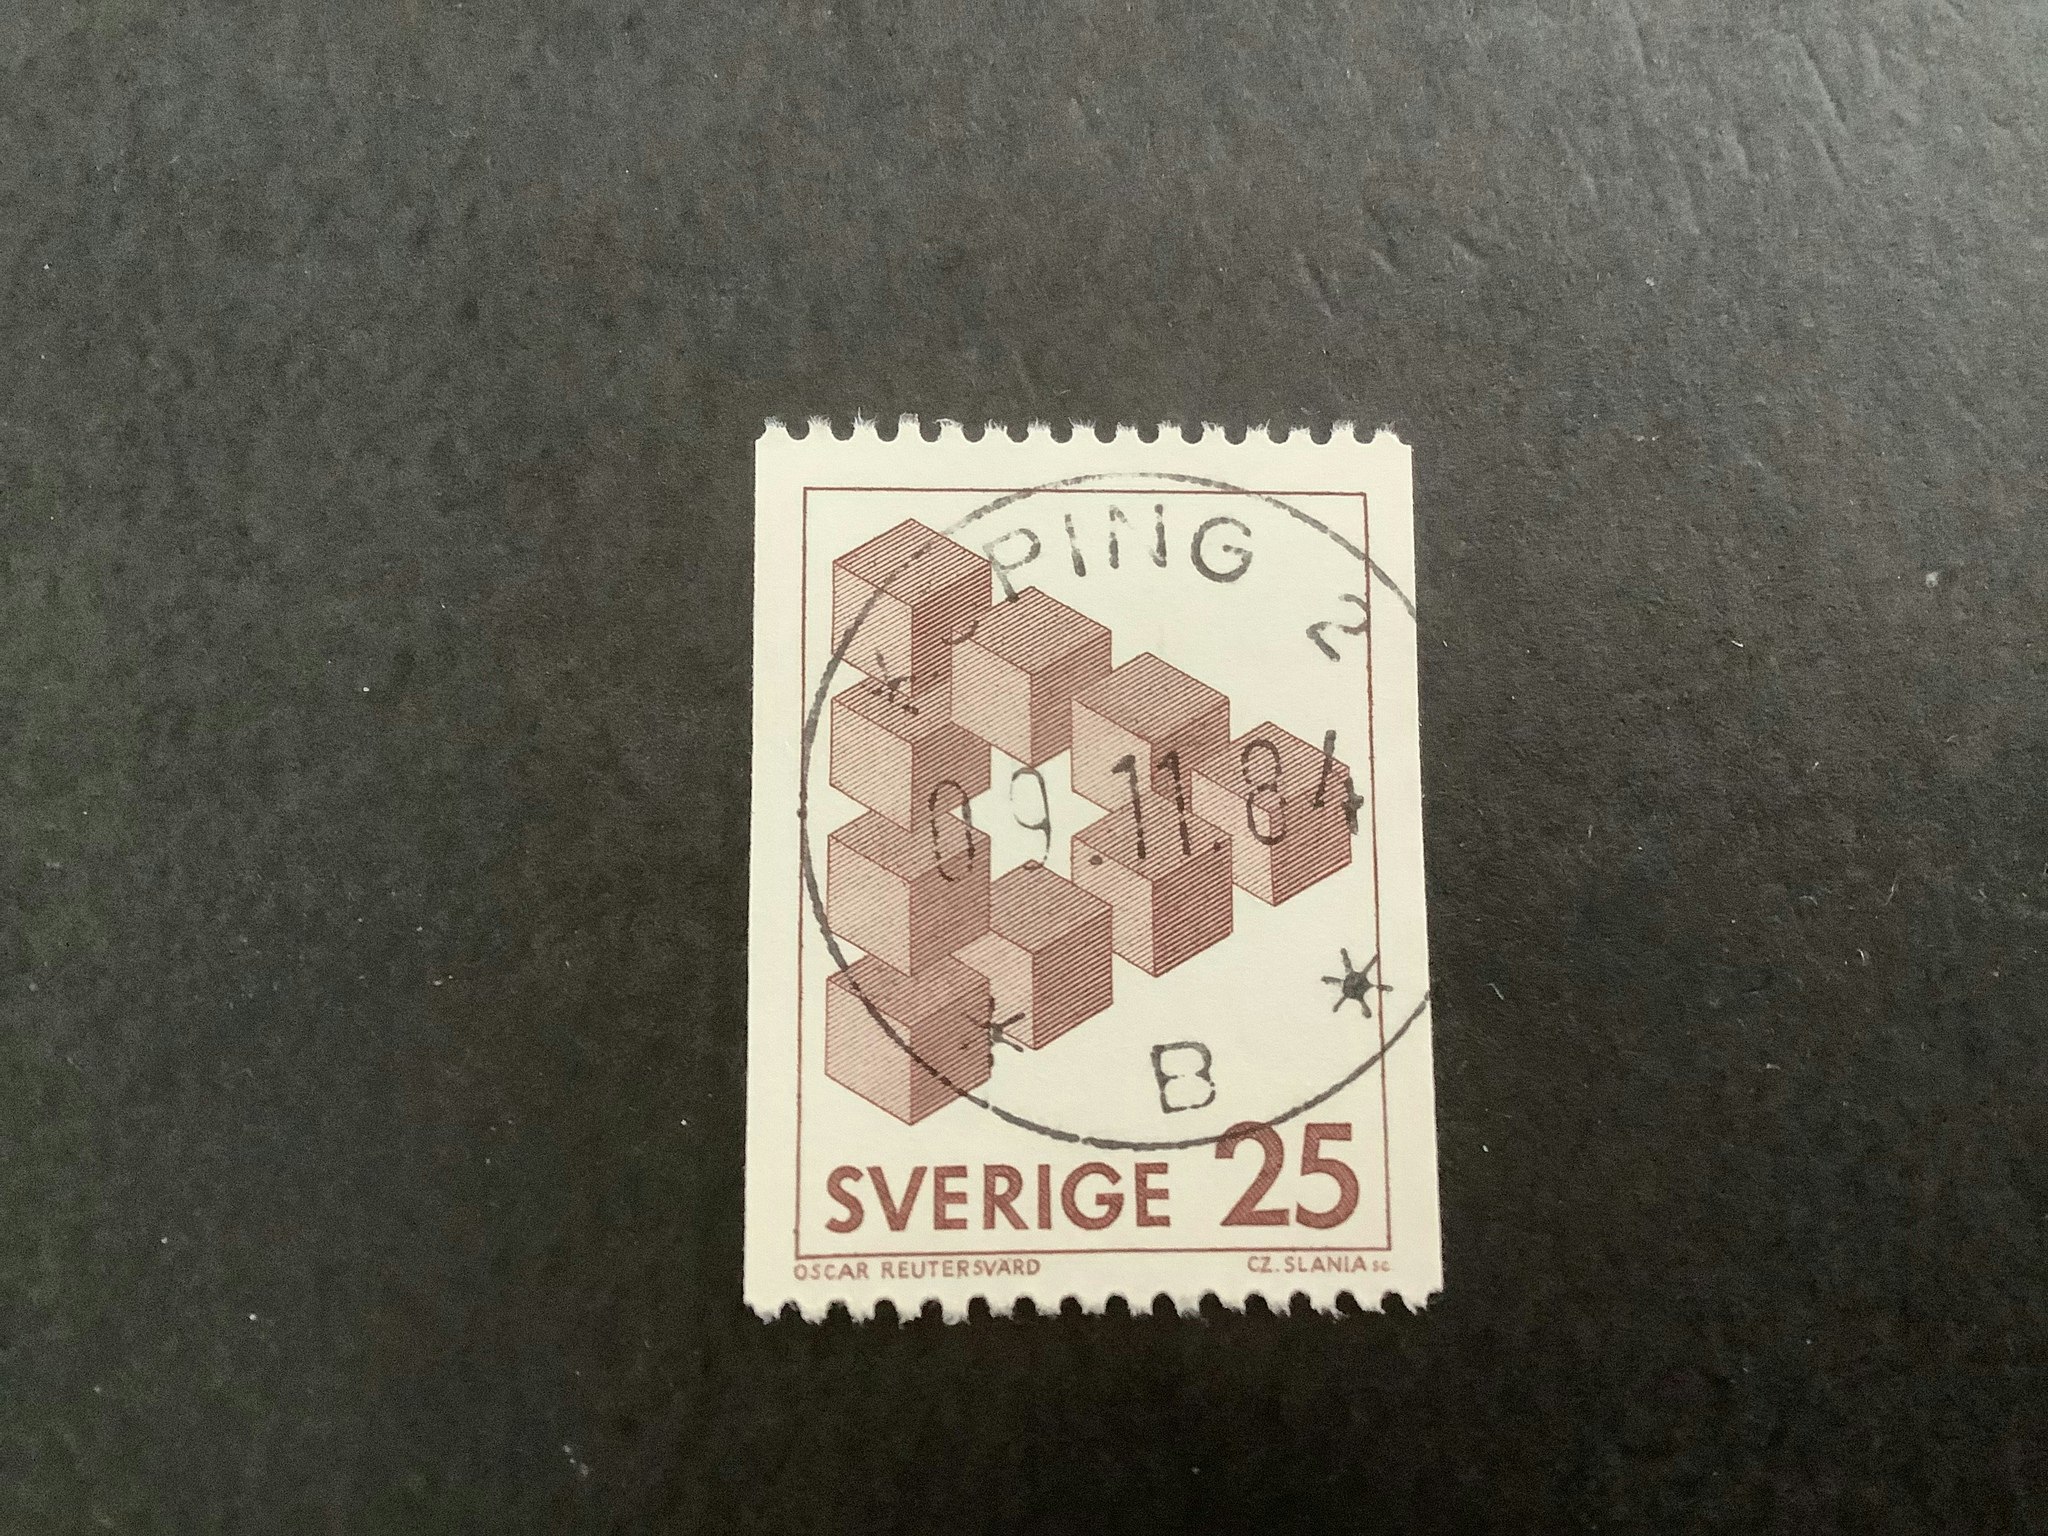 PING 2
09.11.84
B
SVERIGE 25
OSCAR REUTERSVÄRD CZ. SLANIA sc.